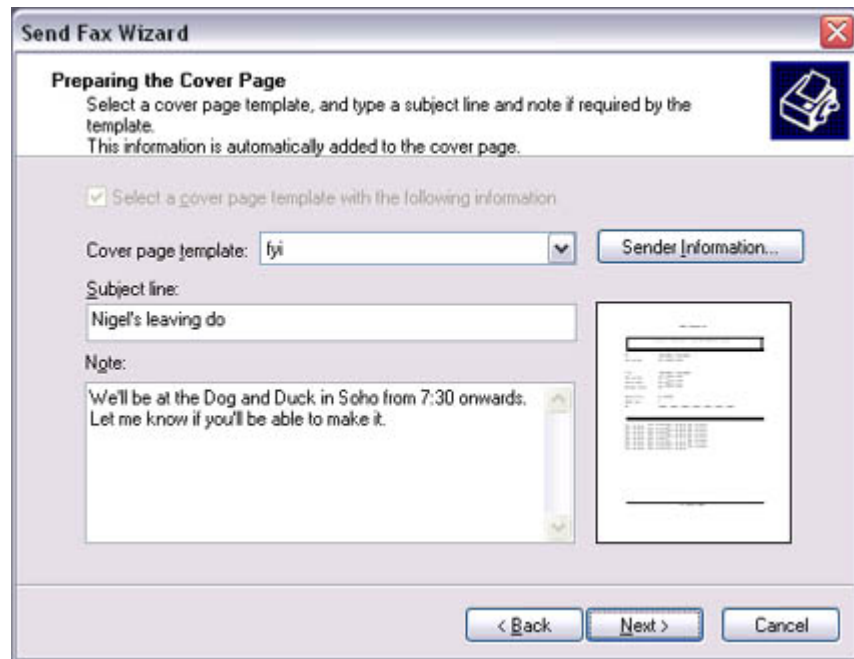 Send Fax Wizard
Preparing the Cover Page
Select a cover page template, and type a subject line and note if required by the
template.
This information is automatically added to the cover page.
Select a cover page template with the following information
Cover page template: fyi Sender Information...
Subject line:
Nigel's leaving do
Note:
We'll be at the Dog and Duck in Soho from 7:30 onwards.
Let me know if you'll be able to make it.
< Back Next > Cancel